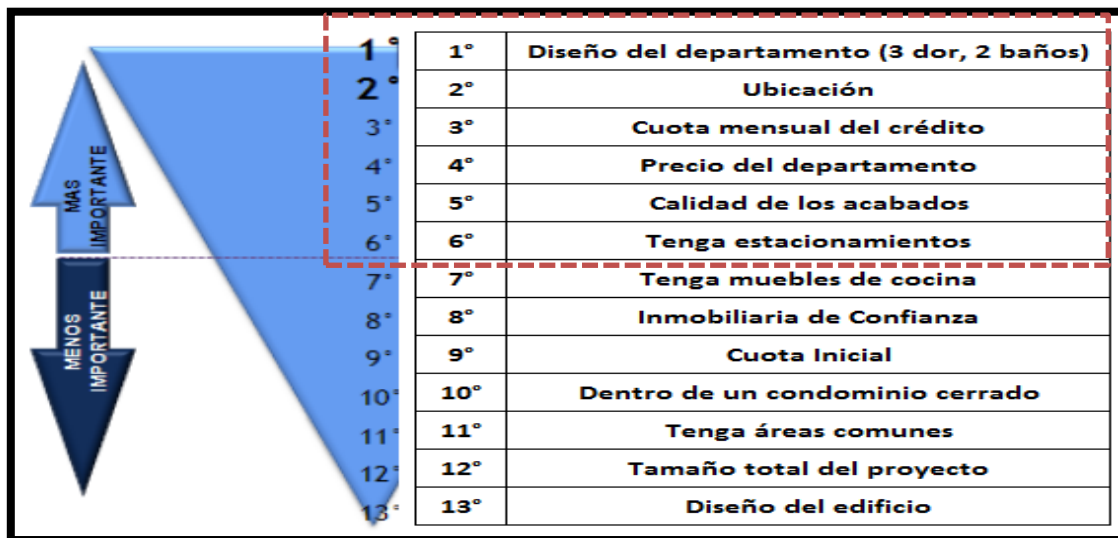 MAS IMPORTANTE
MENOS IMPORTANTE
1° 1° Diseño del departamento (3 dor, 2 baños)
2° 2° Ubicación
3° 3° Cuota mensual del crédito
4° 4° Precio del departamento
5° 5° Calidad de los acabados
6° 6° Tenga estacionamientos
7° 7° Tenga muebles de cocina
8° 8° Inmobiliaria de Confianza
9° 9° Cuota Inicial
10° 10° Dentro de un condominio cerrado
11° 11° Tenga áreas comunes
12° 12° Tamaño total del proyecto
13° 13° Diseño del edificio